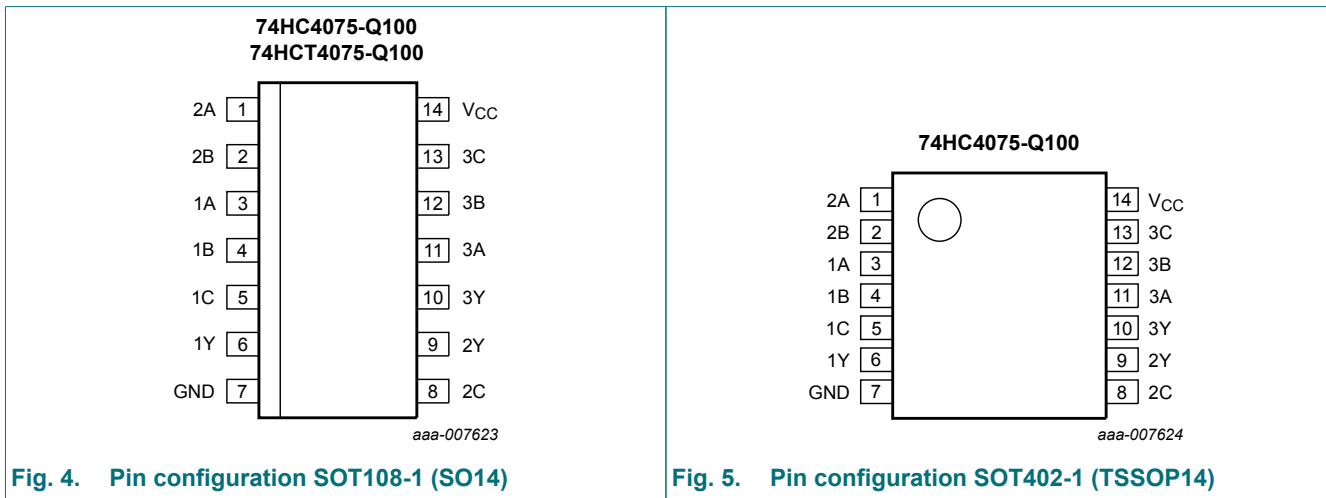 74HC4075-Q100
74HCT4075-Q100
2A 1 14 VCC
2B 2 13 3C
1A 3 12 3B
1B 4 11 3A
1C 5 10 3Y
1Y 6 9 2Y
GND 7 8 2C
aaa-007623
Fig. 4. Pin configuration SOT108-1 (SO14)
74HC4075-Q100
2A 1 14 VCC
2B 2 13 3C
1A 3 12 3B
1B 4 11 3A
1C 5 10 3Y
1Y 6 9 2Y
GND 7 8 2C
aaa-007624
Fig. 5. Pin configuration SOT402-1 (TSSOP14)